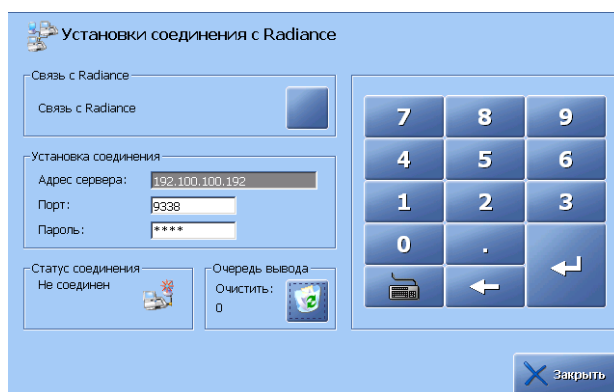 Установки соединения с Radiance
Связь с Radiance
Связь с Radiance
Установка соединения
Адрес сервера: 192.100.100.192
Порт: 9338
Пароль: ****
Статус соединения
Не соединен
Очередь вывода
Очистить:
0
7 8 9
4 5 6
1 2 3
0 .
Закрыть